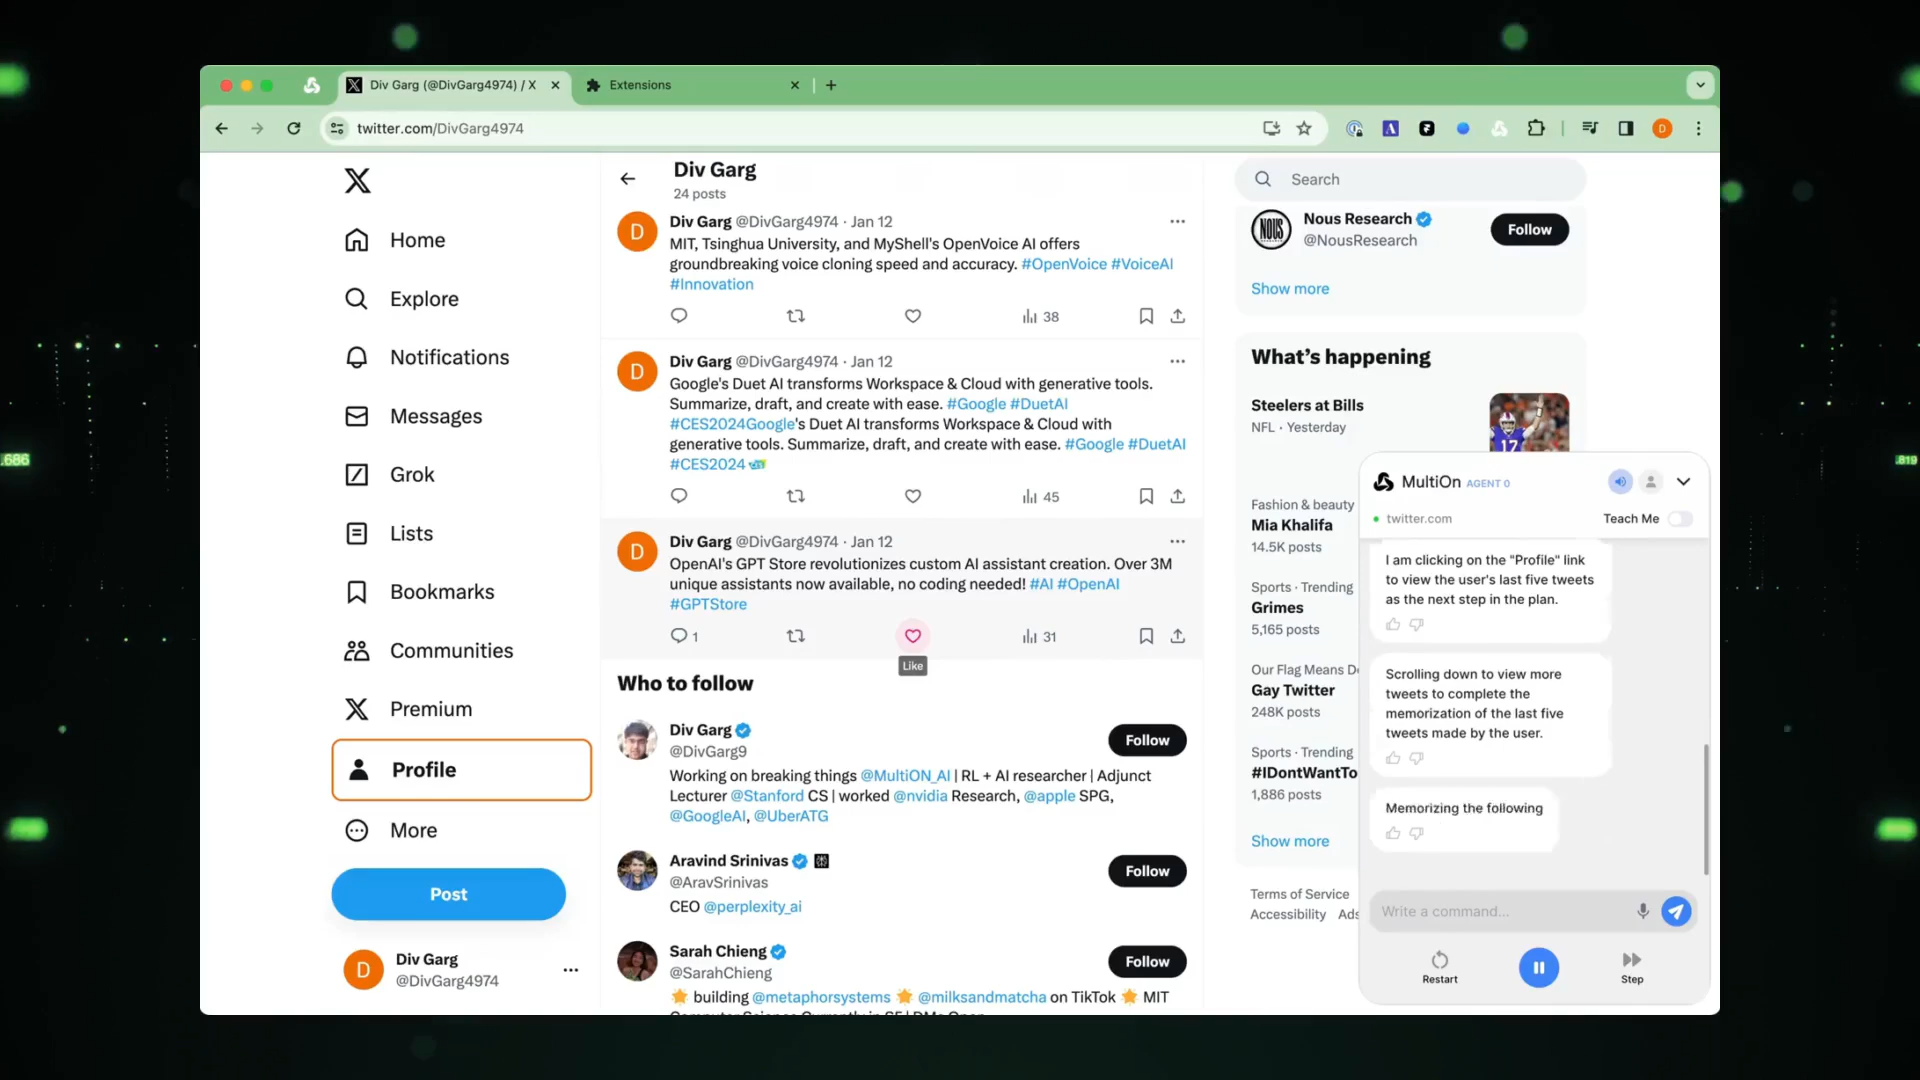 Div Garg (@DivGarg4974) / X
Extensions
twitter.com/DivGarg4974
D
Home
Explore
Notifications
Messages
Grok
Lists
Bookmarks
Communities
Premium
Profile
More
Post
D
Div Garg
@DivGarg4974
Div Garg
24 posts
D
Div Garg @DivGarg4974 · Jan 12
MIT, Tsinghua University, and MyShell's OpenVoice AI offers
groundbreaking voice cloning speed and accuracy. #OpenVoice #VoiceAI
#Innovation
38
D
Div Garg @DivGarg4974 · Jan 12
Google's Duet AI transforms Workspace & Cloud with generative tools.
Summarize, draft, and create with ease. #Google #DuetAI
#CES2024Google's Duet AI transforms Workspace & Cloud with
generative tools. Summarize, draft, and create with ease. #Google #DuetAI
#CES2024
45
D
Div Garg @DivGarg4974 · Jan 12
OpenAI's GPT Store revolutionizes custom AI assistant creation. Over 3M
unique assistants now available, no coding needed! #AI #OpenAI
#GPTStore
1
31
Like
Who to follow
Div Garg
@DivGarg9
Follow
Working on breaking things @MultiON_AI | RL + AI researcher | Adjunct
Lecturer @Stanford CS | worked @nvidia Research, @apple SPG,
@GoogleAI, @UberATG
Aravind Srinivas
@AravSrinivas
Follow
CEO @perplexity_ai
Sarah Chieng
@SarahChieng
Follow
building @metaphorsystems @milksandmatcha on TikTok MIT
Search
NOUS
Nous Research
@NousResearch
Follow
Show more
What's happening
Steelers at Bills
NFL · Yesterday
17
Fashion & beauty
Mia Khalifa
14.5K posts
Sports · Trending
Grimes
5,165 posts
Our Flag Means D
Gay Twitter
248K posts
Sports · Trending
#IDontWantTo
1,886 posts
Show more
Terms of Service
Accessibility Ads
MultiOn AGENT 0
twitter.com
Teach Me
I am clicking on the "Profile" link
to view the user's last five tweets
as the next step in the plan.
Scrolling down to view more
tweets to complete the
memorization of the last five
tweets made by the user.
Memorizing the following
Write a command...
Restart
Step
.686
.819